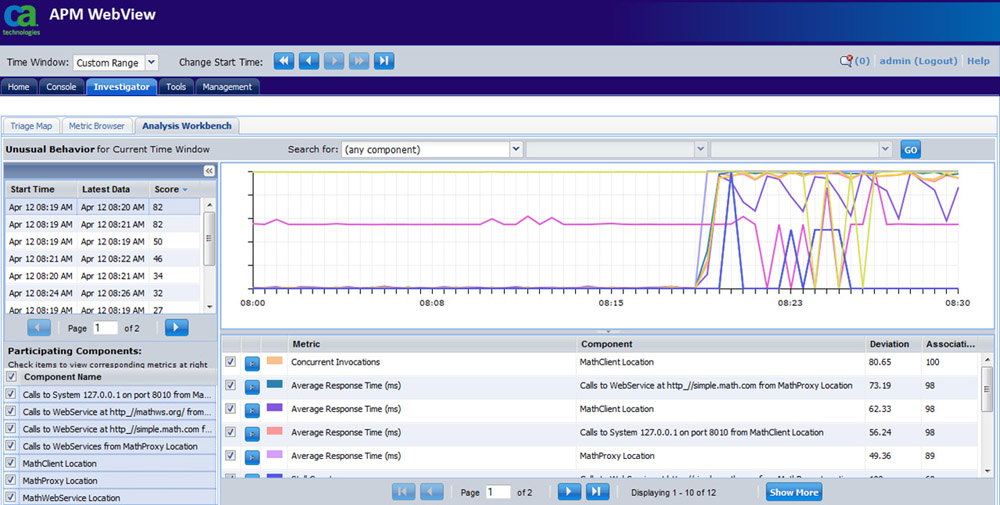 ca technologies
APM WebView
Time Window: Custom Range Change Start Time: (0) admin (Logout) Help
Home Console Investigator Tools Management
Triage Map Metric Browser Analysis Workbench
Unusual Behavior for Current Time Window Search for: (any component) GO
Start Time Latest Data Score
Apr 12 08:19 AM Apr 12 08:20 AM 82
Apr 12 08:19 AM Apr 12 08:21 AM 82
Apr 12 08:19 AM Apr 12 08:19 AM 50
Apr 12 08:21 AM Apr 12 08:22 AM 46
Apr 12 08:20 AM Apr 12 08:21 AM 34
Apr 12 08:24 AM Apr 12 08:26 AM 32
Apr 12 08:19 AM Apr 12 08:19 AM 27
Page 1 of 2
08:00 08:08 08:15 08:23 08:30
Participating Components:
Check items to view corresponding metrics at right
Component Name
Calls to System 127.0.0.1 on port 8010 from Ma...
Calls to WebService at http_//mathws.org/ from...
Calls to WebService at http_//simple.math.com f...
Calls to WebServices from MathProxy Location
MathClient Location
MathProxy Location
MathWebService Location
Metric Component Deviation Associati...
Concurrent Invocations MathClient Location 80.65 100
Average Response Time (ms) Calls to WebService at http_//simple.math.com from MathProxy Location 73.19 98
Average Response Time (ms) MathClient Location 62.33 98
Average Response Time (ms) Calls to System 127.0.0.1 on port 8010 from MathClient Location 56.24 98
Average Response Time (ms) MathProxy Location 49.36 89
Page 1 of 2 Displaying 1 - 10 of 12 Show More